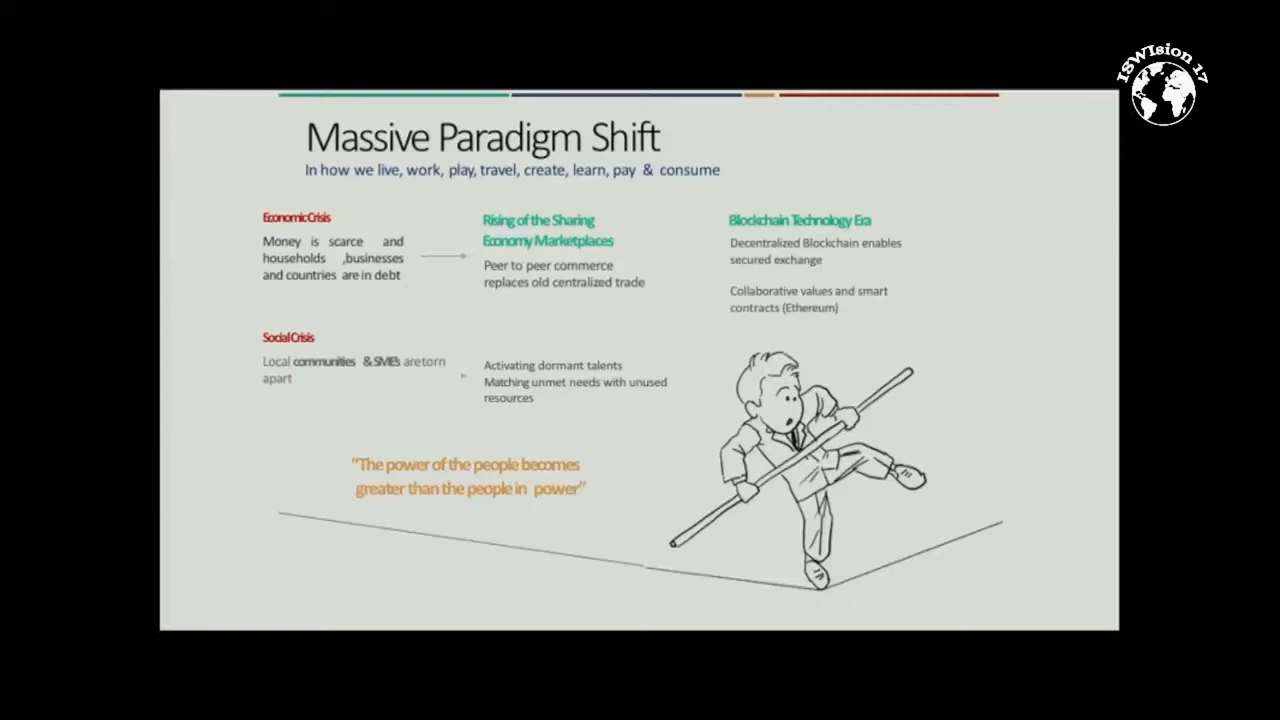 ISWIsion 17
Massive Paradigm Shift
In how we live, work, play, travel, create, learn, pay & consume
Economic Crisis
Money is scarce and
households ,businesses
and countries are in debt
Rising of the Sharing
Economy Marketplaces
Peer to peer commerce
replaces old centralized trade
Blockchain Technology Era
Decentralized Blockchain enables
secured exchange
Collaborative values and smart
contracts (Ethereum)
Social Crisis
Local communities & SME's are torn
apart
Activating dormant talents
Matching unmet needs with unused
resources
“The power of the people becomes
greater than the people in power”